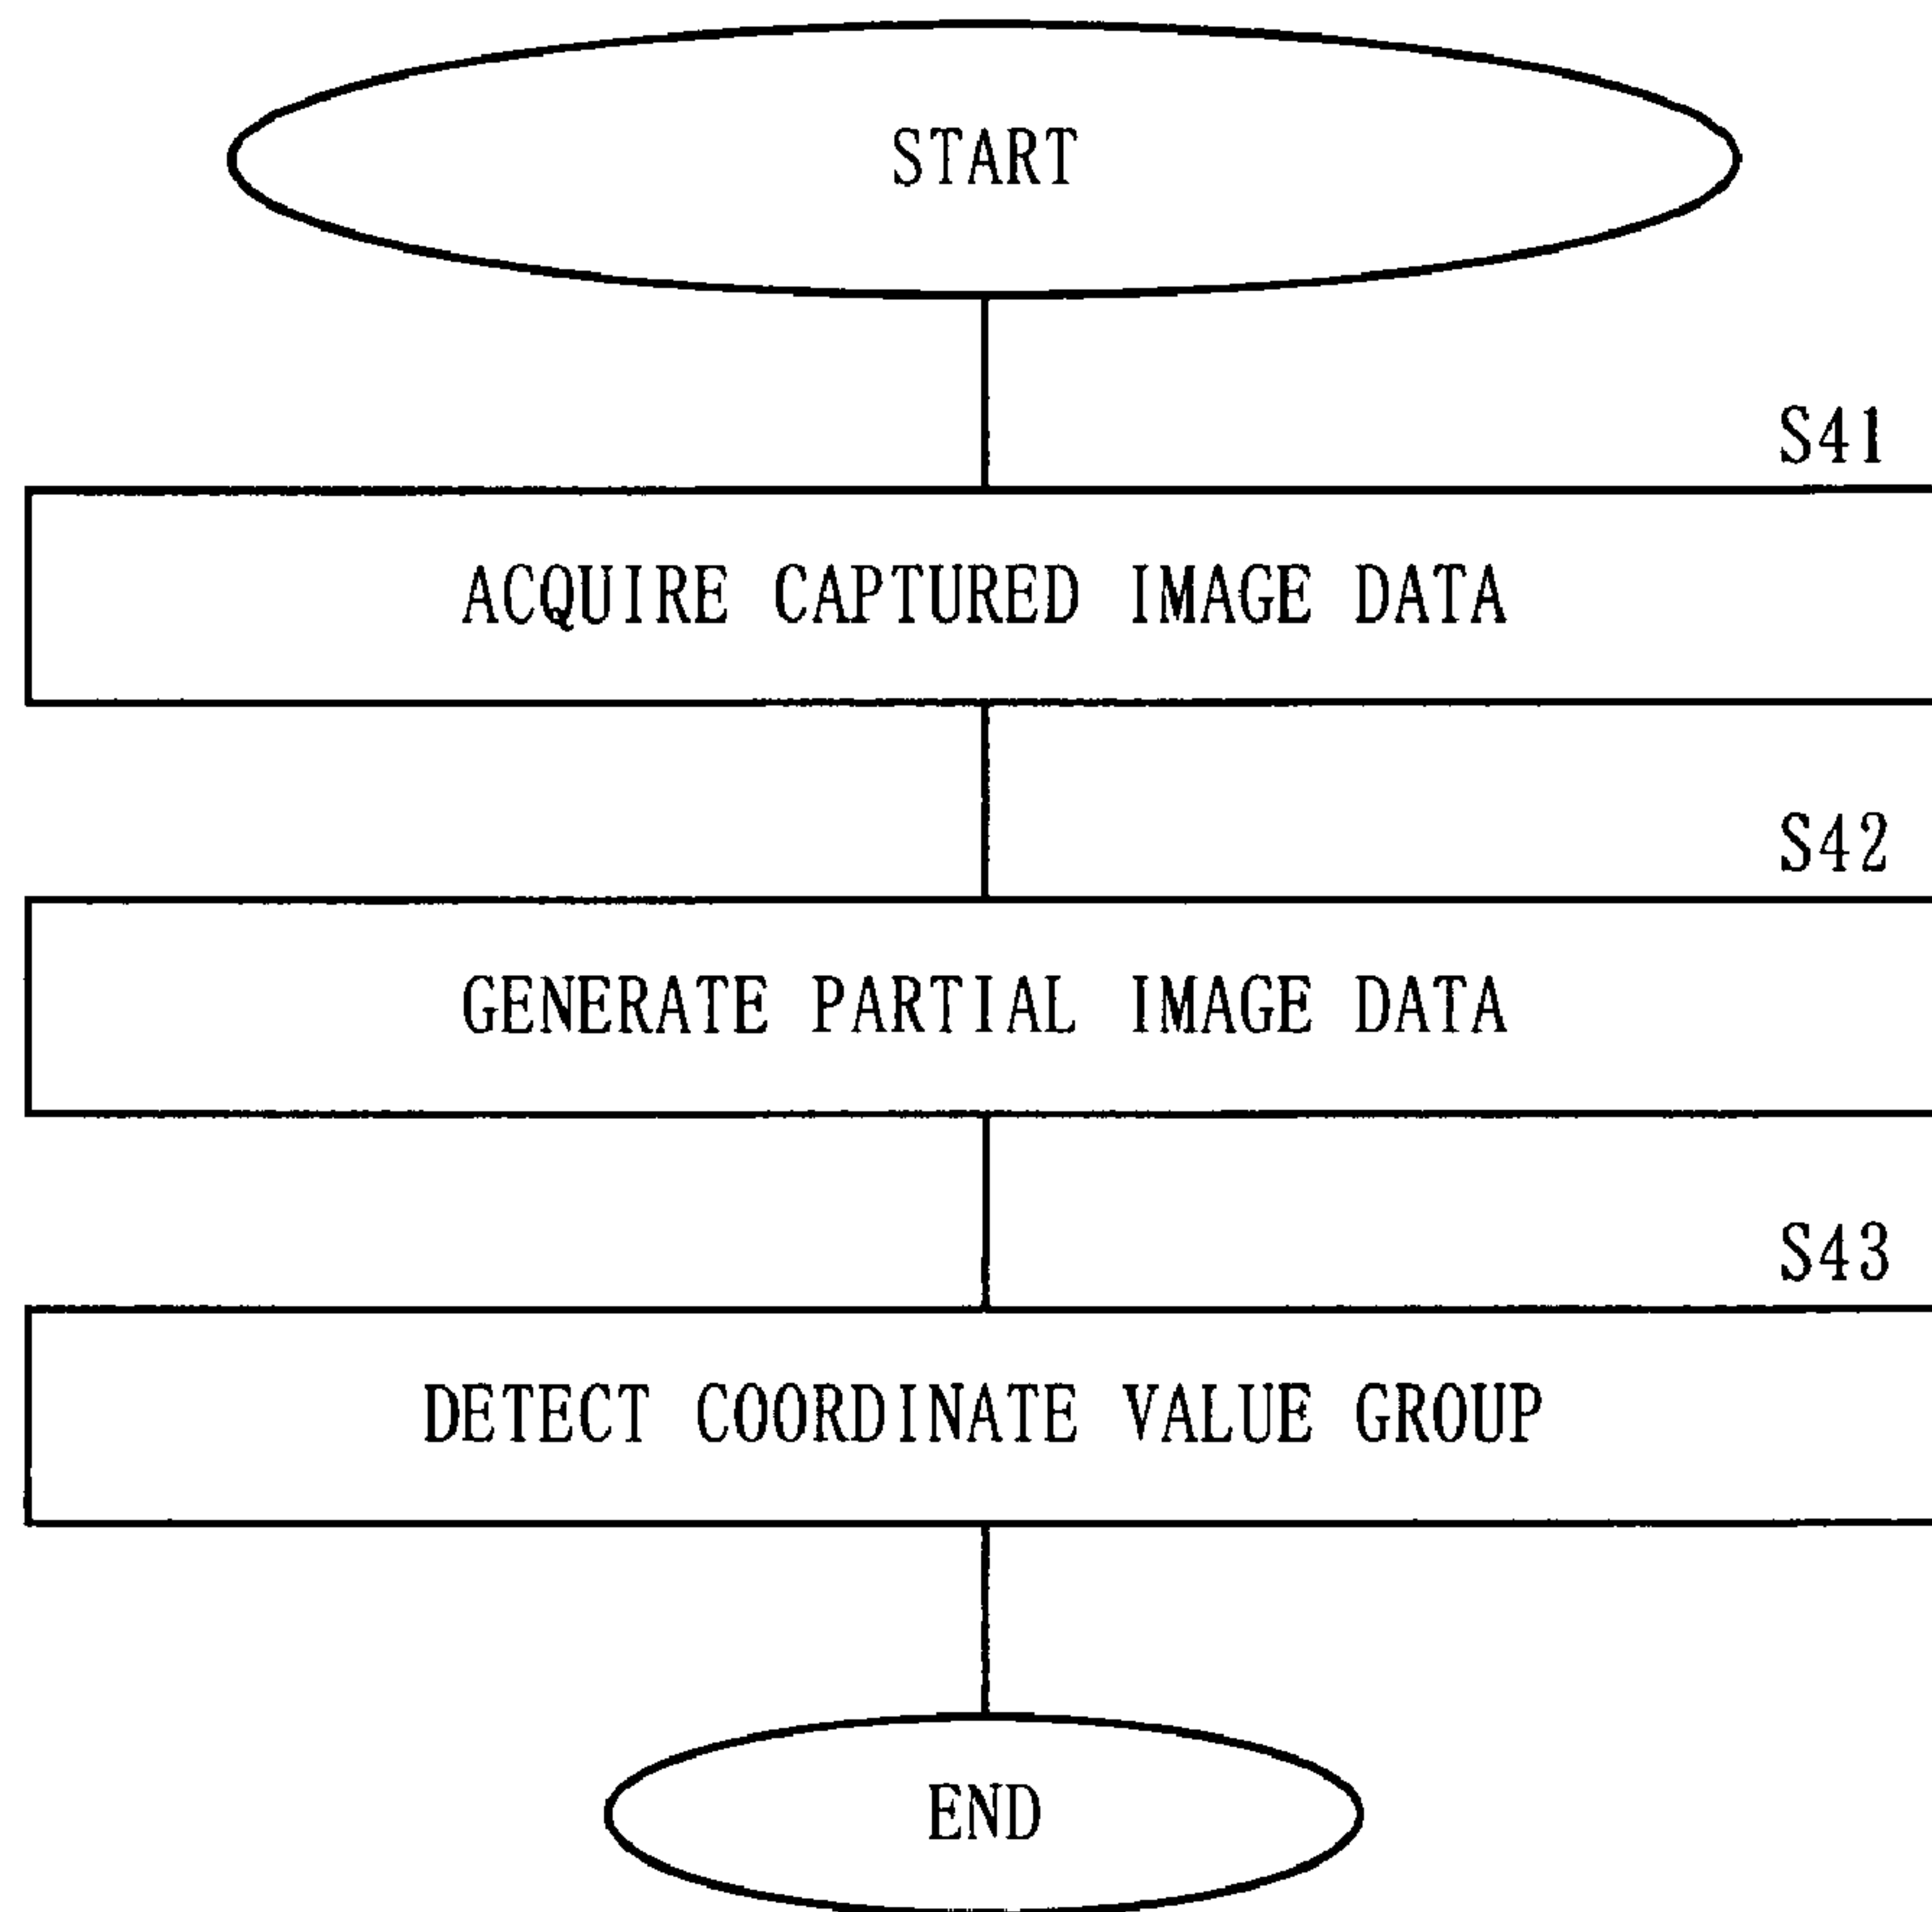 START
S41
ACQUIRE CAPTURED IMAGE DATA
S42
GENERATE PARTIAL IMAGE DATA
S43
DETECT COORDINATE VALUE GROUP
END